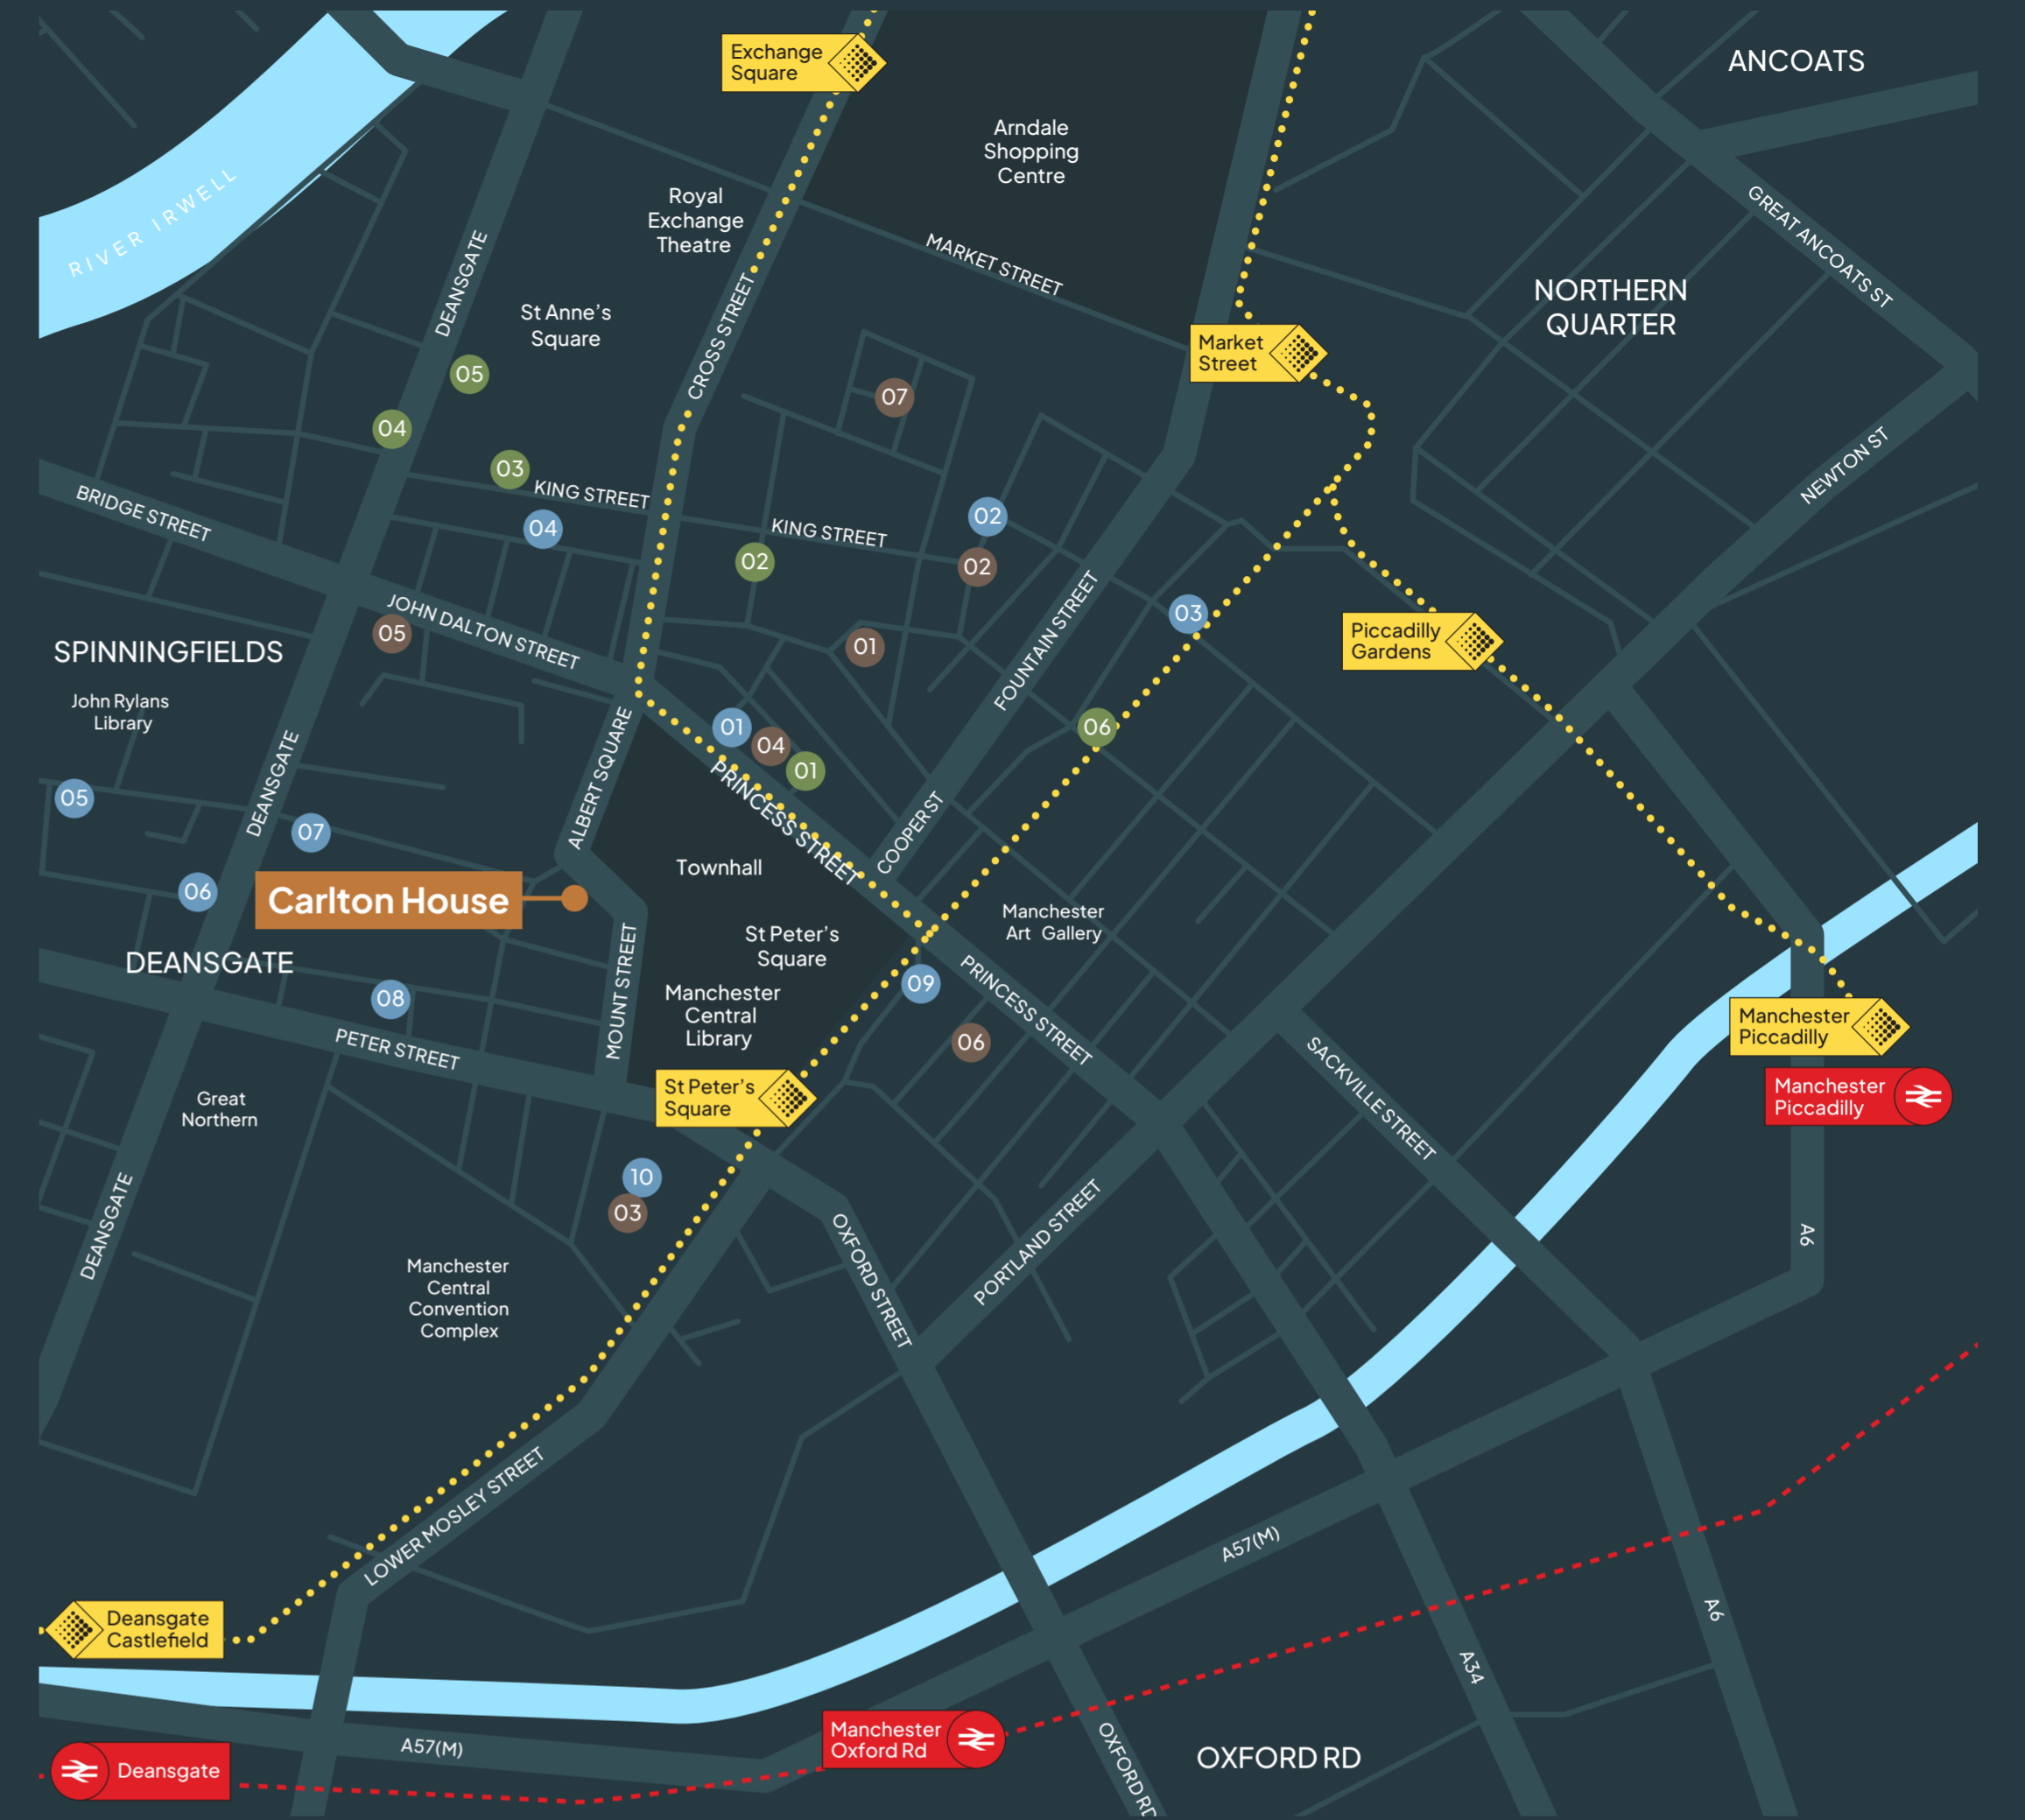 Exchange
Square
ANCOATS
Arndale
Shopping
Centre
Royal
Exchange
Theatre
RIVER IRWELL
GREAT ANCOATS ST
DEANSGATE
MARKET STREET
NORTHERN
QUARTER
St Anne's
Square
CROSS STREET
Market
Street
05
07
04
03
KING STREET
NEWTON ST
BRIDGE STREET
04
02
KING STREET
02
02
JOHN DALTON STREET
05
03
FOUNTAIN STREET
Piccadilly
Gardens
SPINNINGFIELDS
01
John Rylans
Library
01
04
01
06
ALBERT SQUARE
DEANSGATE
PRINCESS STREET
05
07
COOPER ST
Townhall
06
Carlton House
Manchester
Art Gallery
St Peter's
Square
DEANSGATE
MOUNT STREET
09
PRINCESS STREET
08
Manchester
Central
Library
06
Manchester
Piccadilly
PETER STREET
SACKVILLE STREET
St Peter's
Square
Manchester
Piccadilly
Great
Northern
10
03
DEANSGATE
PORTLAND STREET
A6
OXFORD STREET
Manchester
Central
Convention
Complex
LOWER MOSLEY STREET
A57(M)
Deansgate
Castlefield
A6
A34
Manchester
Oxford Rd
A57(M)
OXFORD RD
OXFORD RD
Deansgate